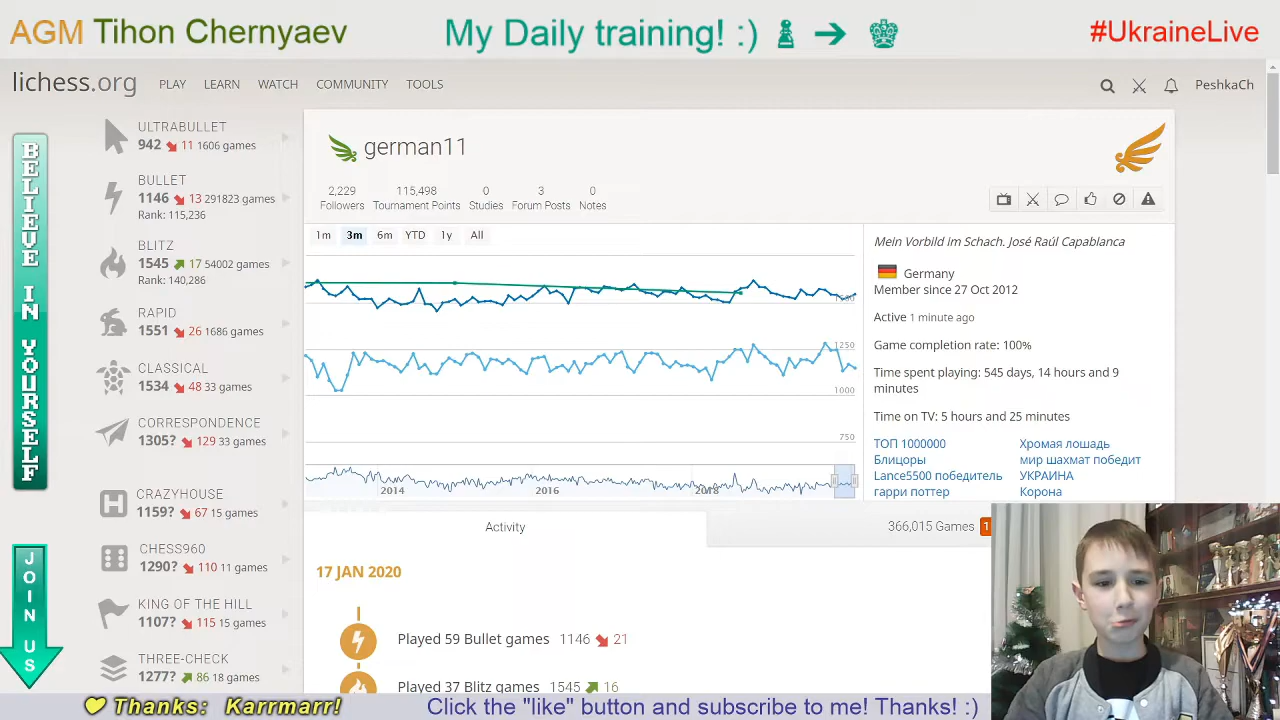 AGM Tihon Chernyaev
My Daily training! :)
#UkraineLive
lichess.org
PLAY
LEARN
WATCH
COMMUNITY
TOOLS
PeshkaCh
BELIEVE IN YOURSELF
JOIN US
ULTRABULLET
942 11 1606 games
BULLET
1146 13 291823 games
Rank: 115,236
BLITZ
1545 17 54002 games
Rank: 140,286
RAPID
1551 26 1686 games
CLASSICAL
1534 48 33 games
CORRESPONDENCE
1305? 129 33 games
CRAZYHOUSE
1159? 67 15 games
CHESS960
1290? 110 11 games
KING OF THE HILL
1107? 115 15 games
THREE-CHECK
1277? 86 18 games
german11
2,229
Followers
115,498
Tournament Points
0
Studies
3
Forum Posts
0
Notes
1m 3m 6m YTD 1y All
1500
1250
1000
750
2014 2016 2018
Mein Vorbild im Schach. José Raúl Capablanca
Germany
Member since 27 Oct 2012
Active 1 minute ago
Game completion rate: 100%
Time spent playing: 545 days, 14 hours and 9
minutes
Time on TV: 5 hours and 25 minutes
ТОП 1000000 Хромая лошадь
Блицоры мир шахмат победит
Lance5500 победитель УКРАИНА
гарри поттер Корона
Activity
366,015 Games
1
17 JAN 2020
Played 59 Bullet games 1146 21
Played 37 Blitz games 1545 16
Thanks: Karrmarr!
Click the "like" button and subscribe to me! Thanks! :)